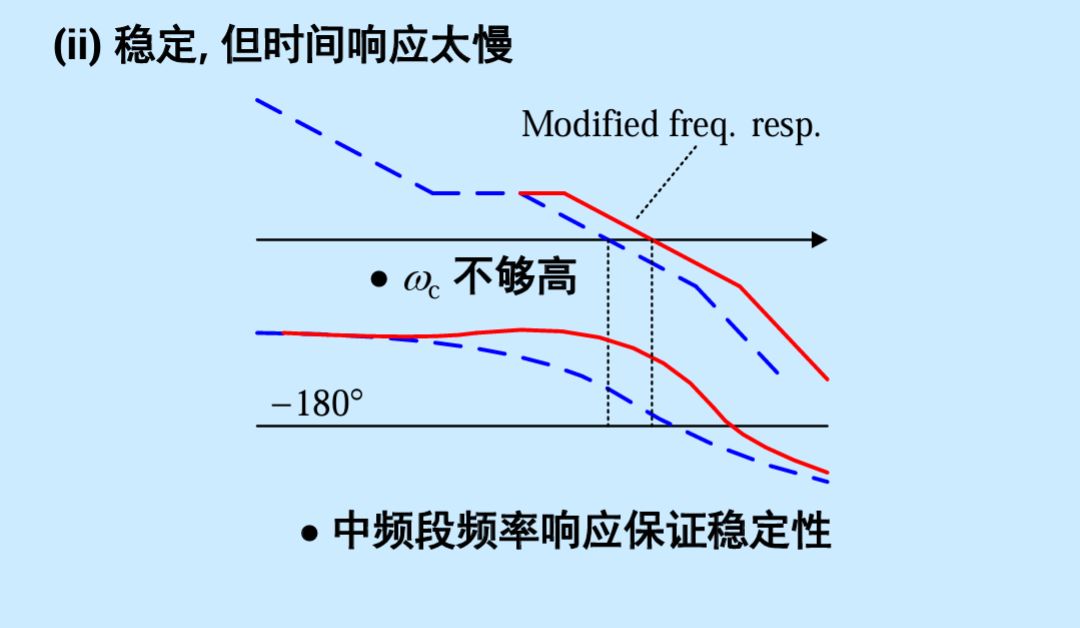 (ii) 稳定, 但时间响应太慢
Modified freq. resp.
● ωc 不够高
−180°
● 中频段频率响应保证稳定性